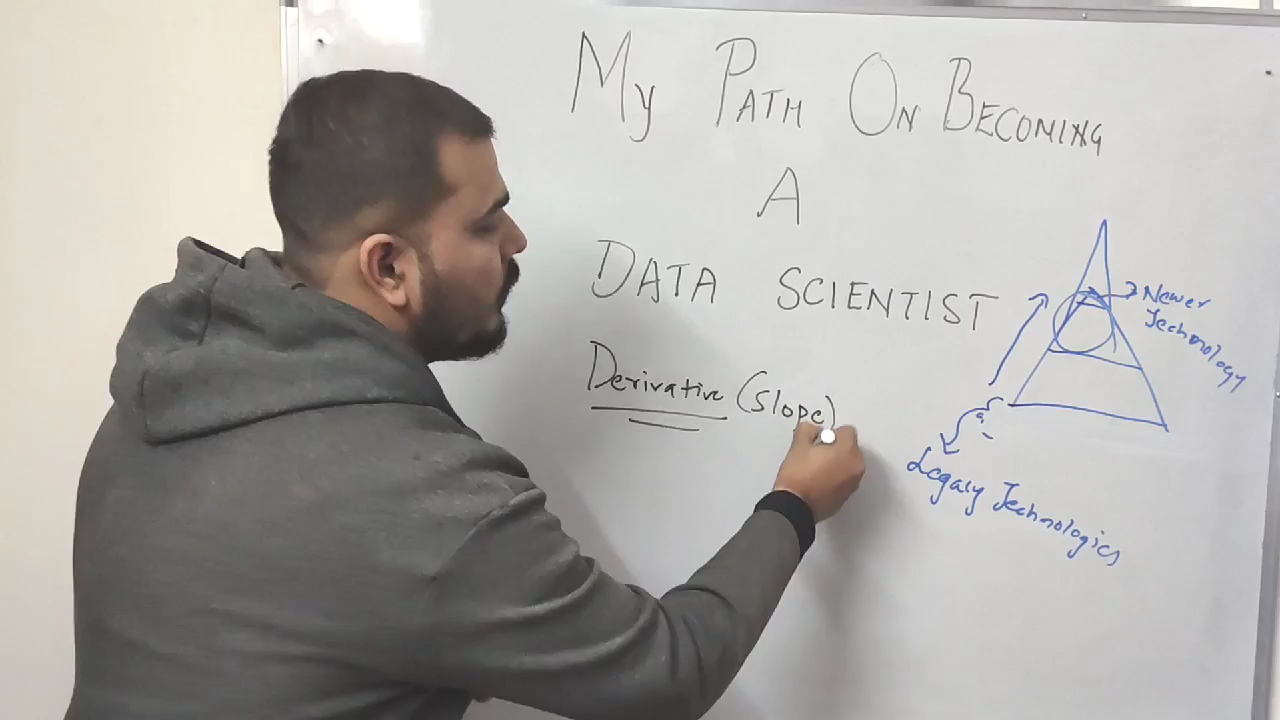 My PATH ON BECOMING
A
DATA SCIENTIST
Derivative (Slope)
Newer
Technology
Legacy Technologies